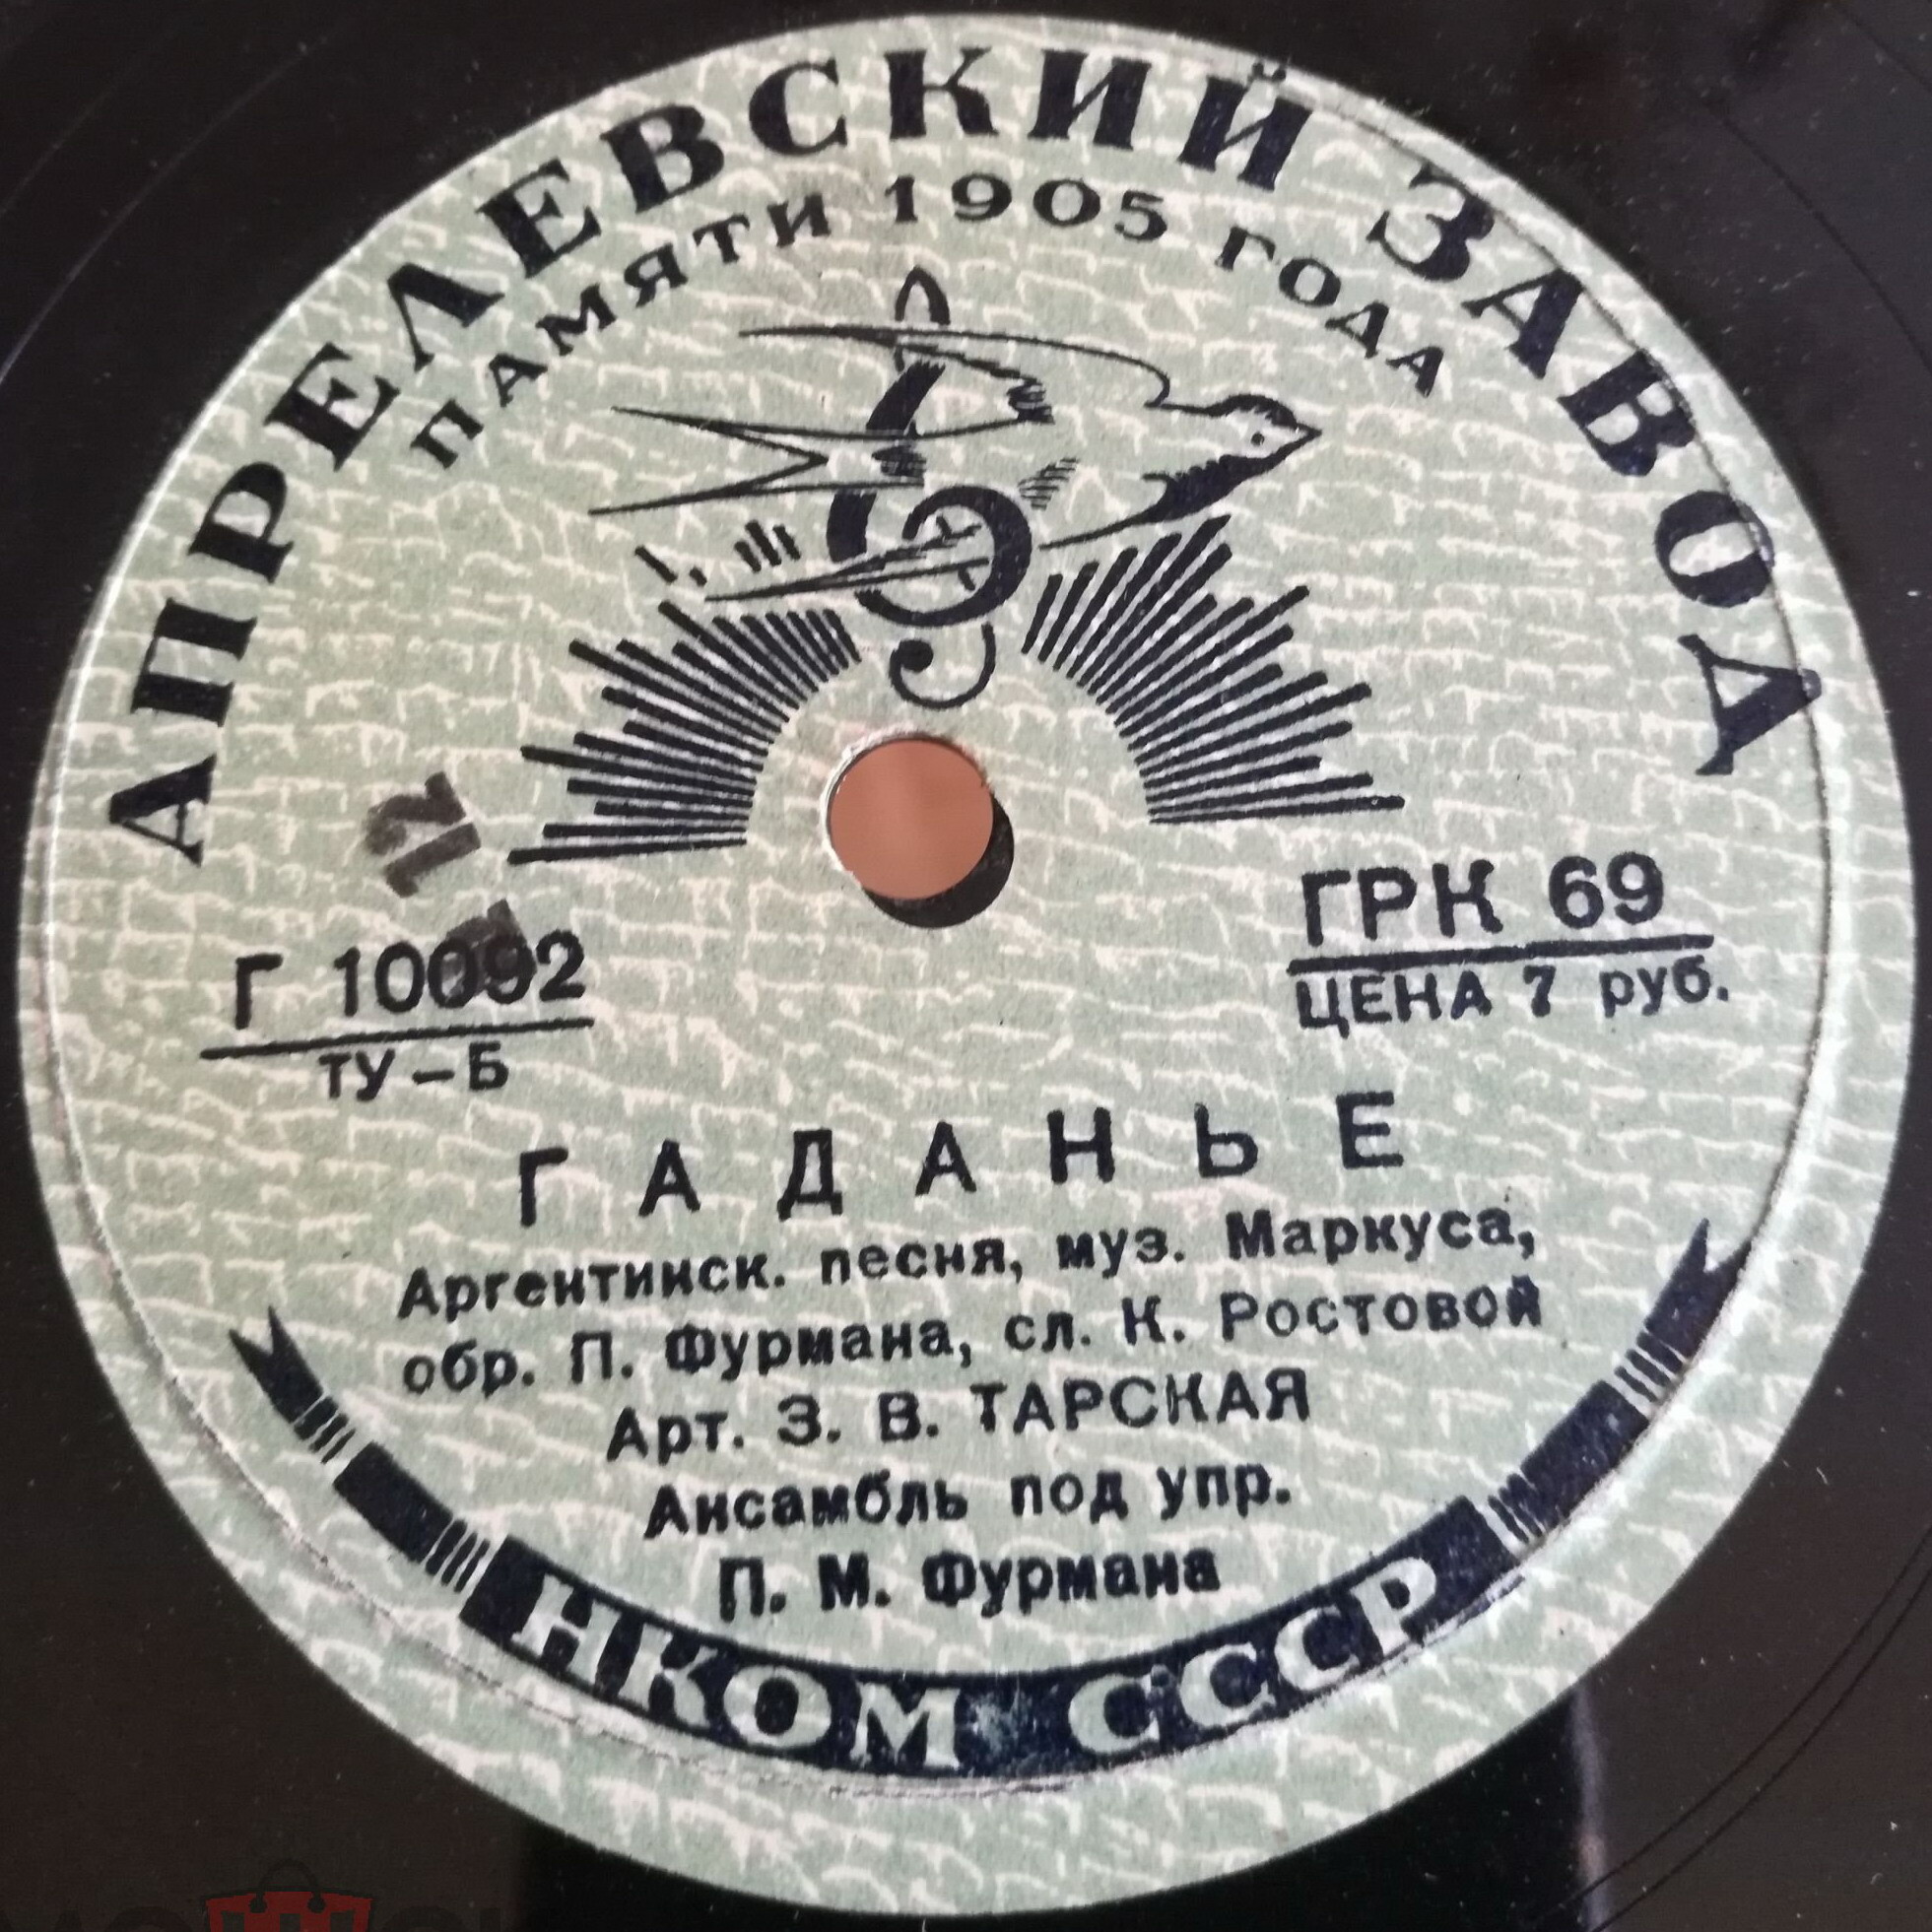 АПРЕЛЕВСКИЙ ЗАВОД
ПАМЯТИ 1905 ГОДА
Г 10092
ТУ – Б
ГРК 69
ЦЕНА 7 руб.
ГАДАНЬЕ
Аргентинск. песня, муз. Маркуса,
обр. П. Фурмана, сл. К. Ростовой
Арт. З. В. ТАРСКАЯ
Ансамбль под упр.
П. М. Фурмана
НКОМ СССР